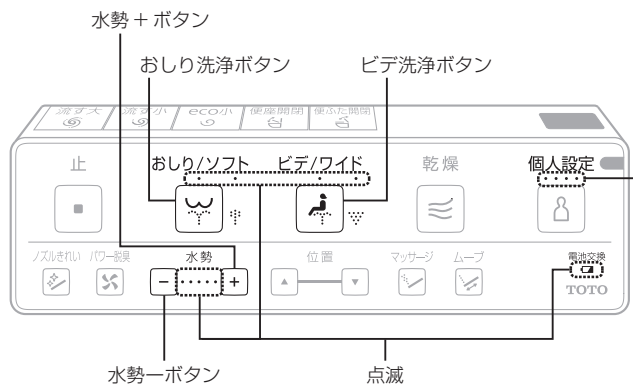 水勢＋ボタン
おしり洗浄ボタン
ビデ洗浄ボタン
流す大 流す小 eco小 便座開閉 便ふた開閉
止 おしり/ソフト ビデ/ワイド 乾燥 個人設定
ノズルきれい パワー脱臭 水勢 位置 マッサージ ムーブ 電池交換
− + 
TOTO
水勢ーボタン
点滅